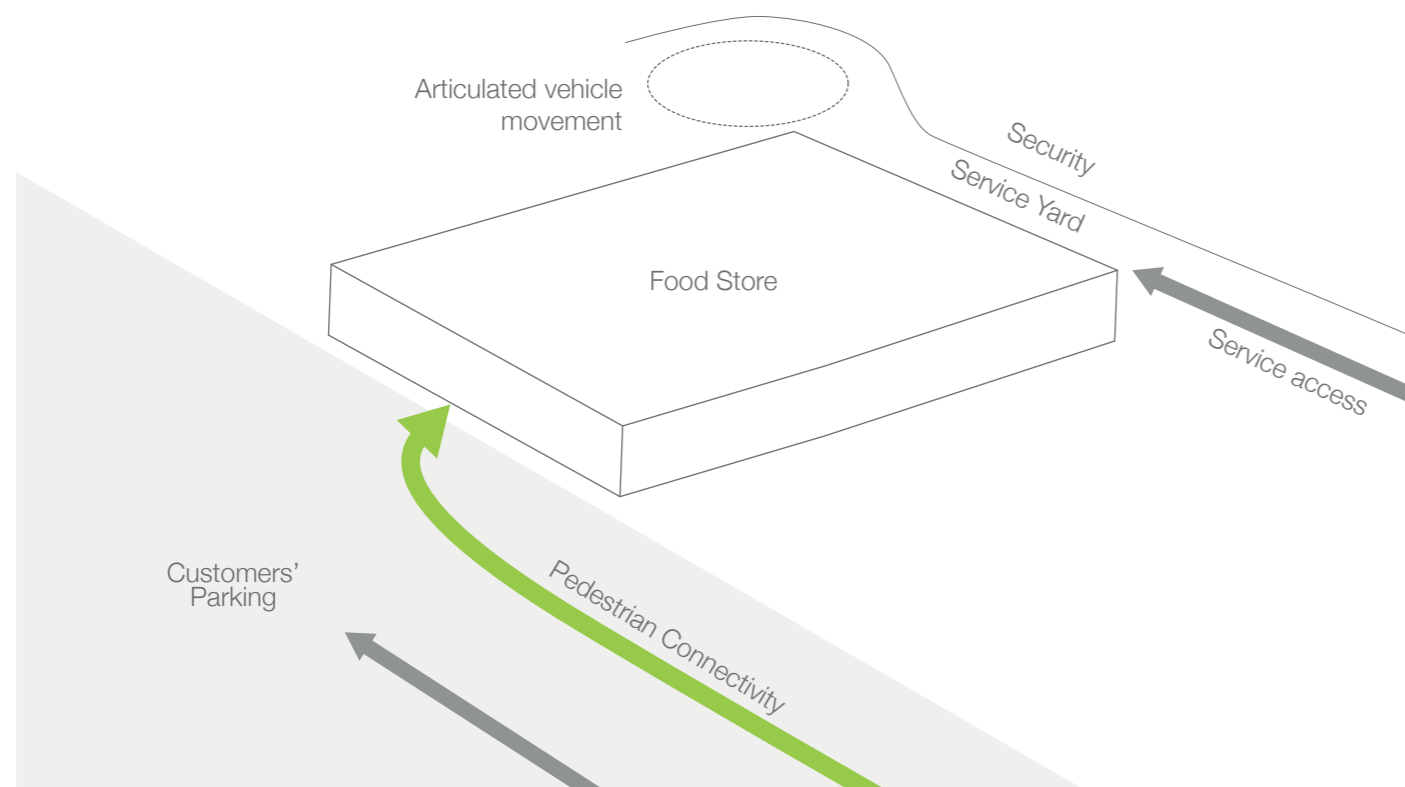 Articulated vehicle
movement
Security
Service Yard
Food Store
Service access
Customers’
Parking
Pedestrian Connectivity